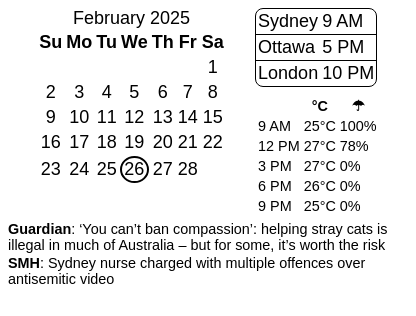 February 2025
Su Mo Tu We Th Fr Sa
1
2 3 4 5 6 7 8
9 10 11 12 13 14 15
16 17 18 19 20 21 22
23 24 25 26 27 28
Sydney 9 AM
Ottawa 5 PM
London 10 PM
°C ☂
9 AM 25°C 100%
12 PM 27°C 78%
3 PM 27°C 0%
6 PM 26°C 0%
9 PM 25°C 0%
Guardian: ‘You can’t ban compassion’: helping stray cats is
illegal in much of Australia – but for some, it’s worth the risk
SMH: Sydney nurse charged with multiple offences over
antisemitic video